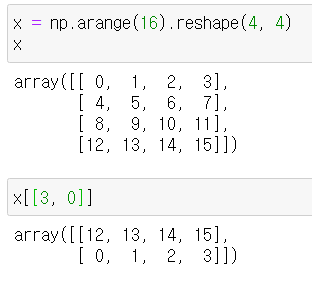 x = np.arange(16).reshape(4, 4)
x
array([[ 0,  1,  2,  3],
       [ 4,  5,  6,  7],
       [ 8,  9, 10, 11],
       [12, 13, 14, 15]])
x[[3, 0]]
array([[12, 13, 14, 15],
       [ 0,  1,  2,  3]])